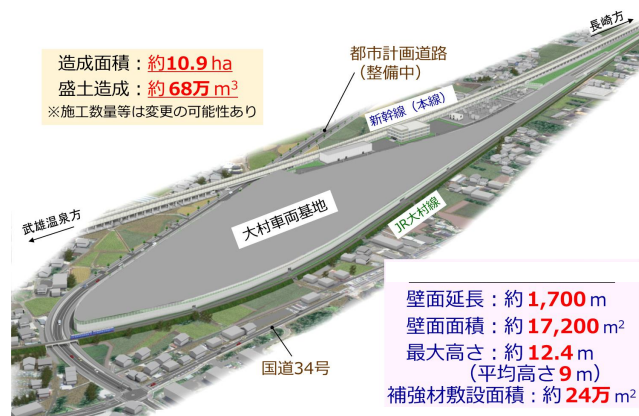 長崎方
造成面積：約10.9 ha
盛土造成：約68万 m³
※施工数量等は変更の可能性あり
都市計画道路
（整備中）
新幹線（本線）
武雄温泉方
大村車両基地
JR大村線
国道34号
壁面延長：約1,700 m
壁面面積：約17,200 m²
最大高さ：約12.4 m
（平均高さ9 m）
補強材敷設面積：約24万 m²